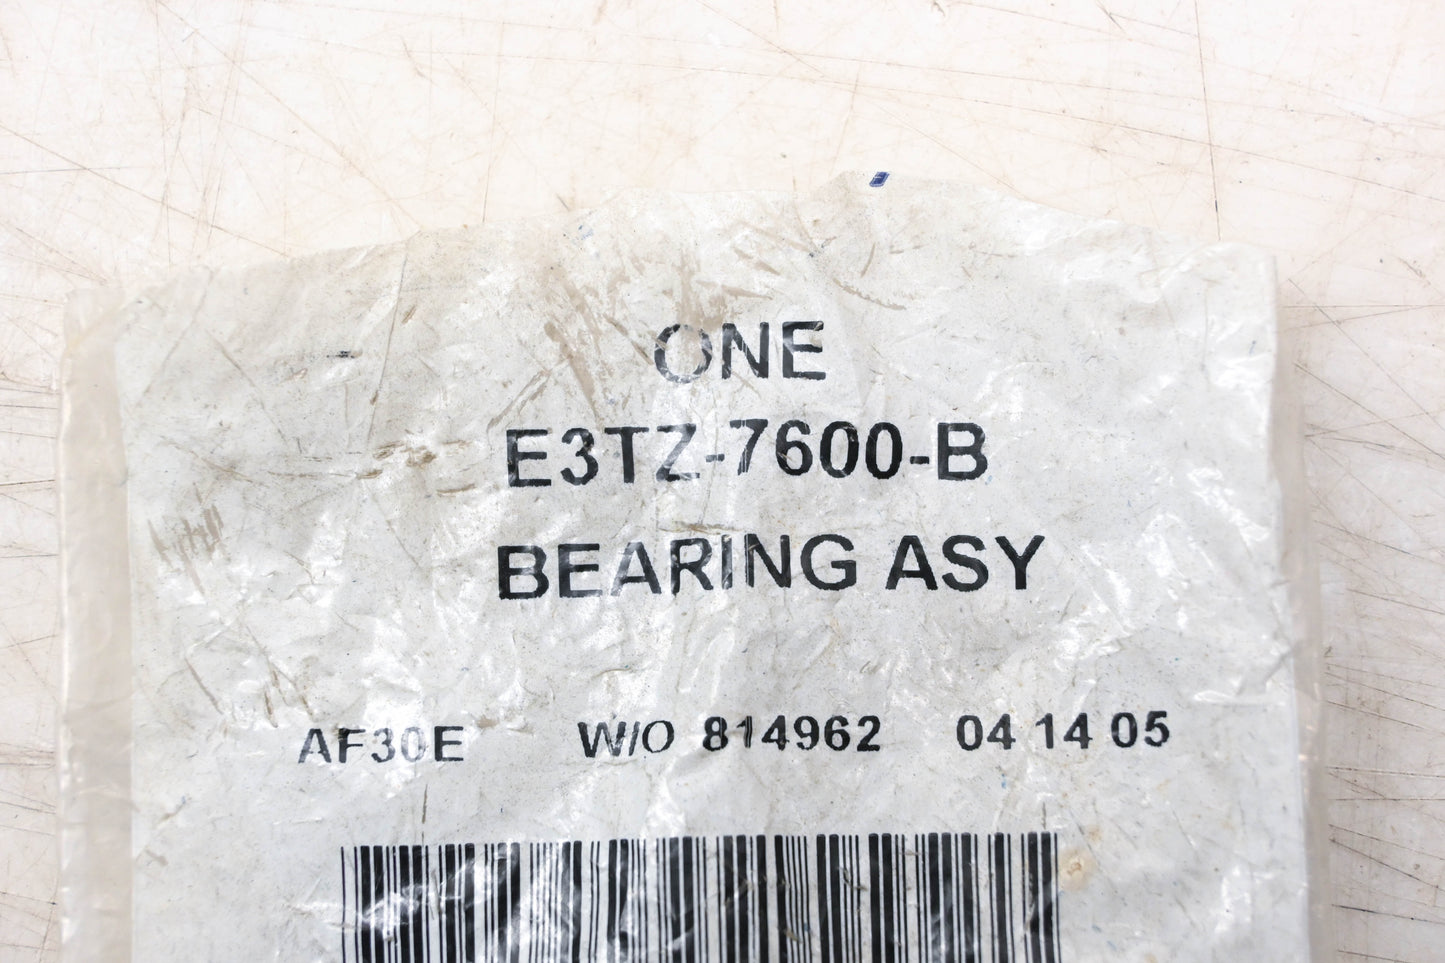 ONE
E3TZ-7600-B
BEARING ASY
AF30E W/O 814962 04 14 05